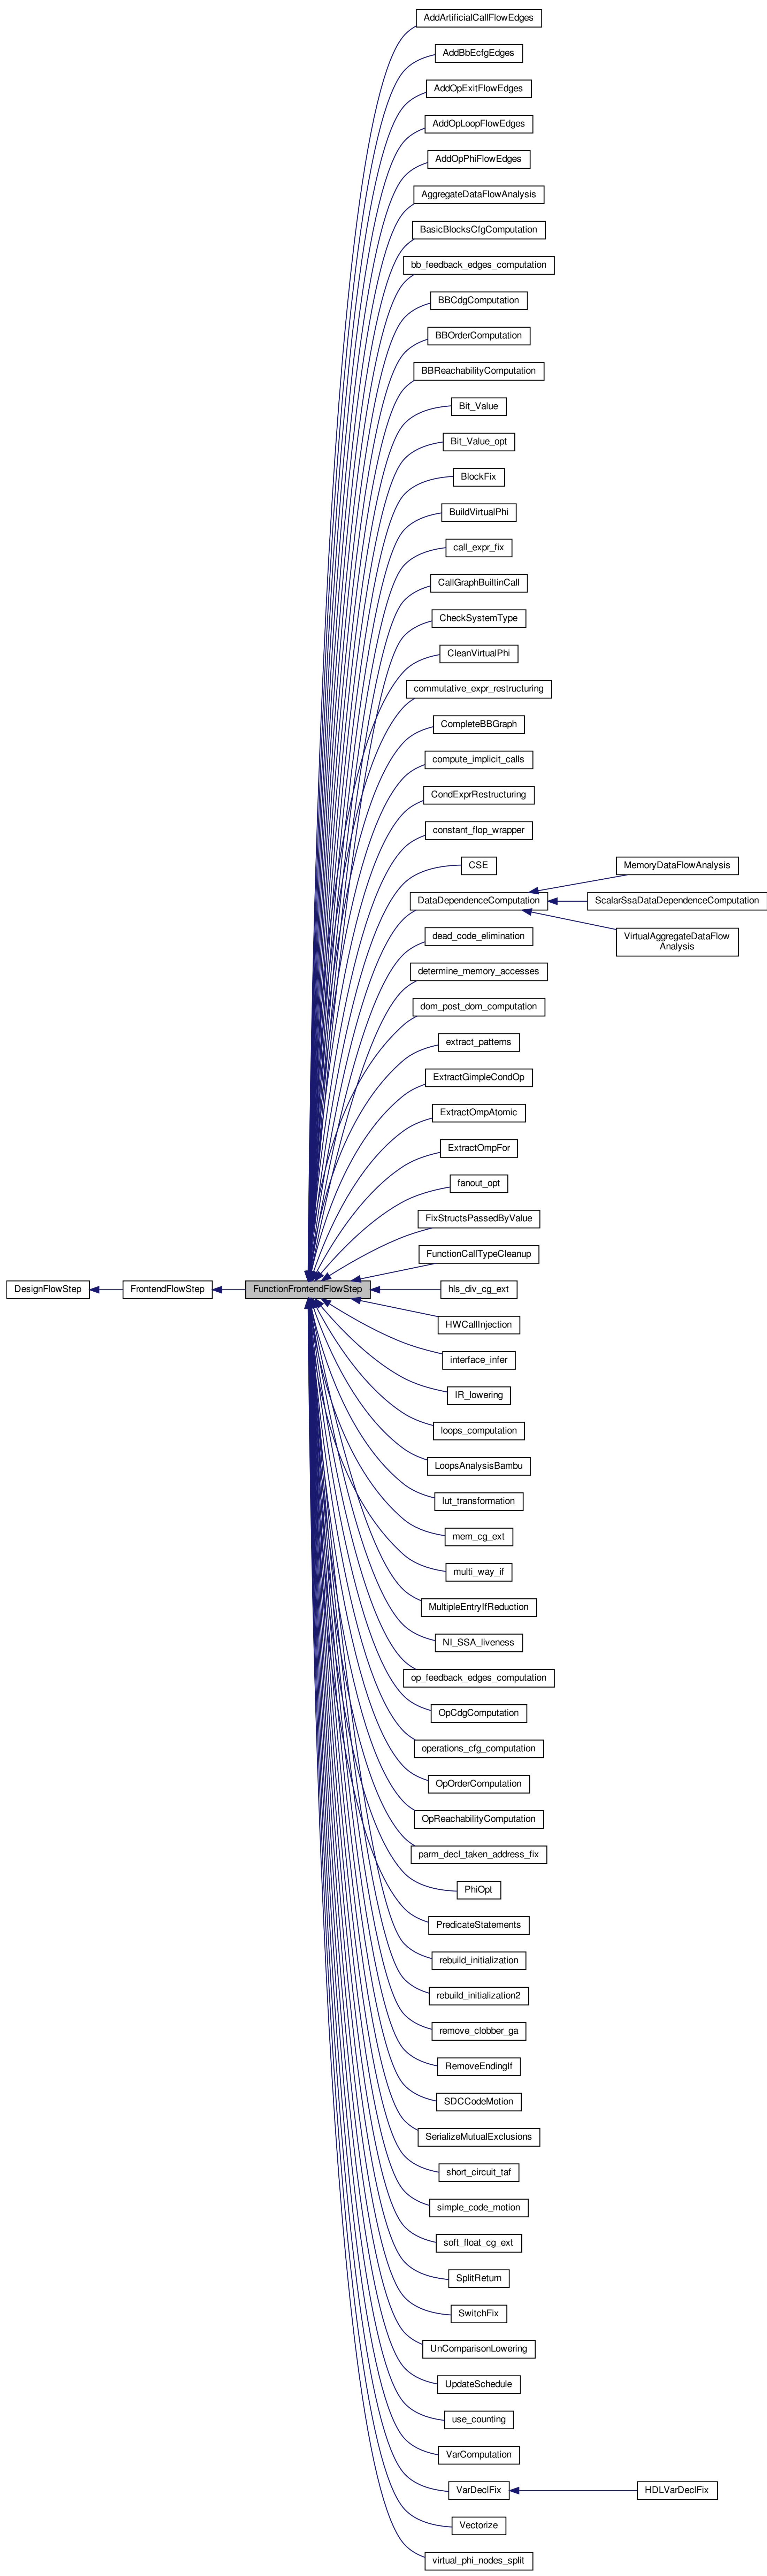 AddArtificialCallFlowEdges
AddBbEcfgEdges
AddOpExitFlowEdges
AddOpLoopFlowEdges
AddOpPhiFlowEdges
AggregateDataFlowAnalysis
BasicBlocksCfgComputation
bb_feedback_edges_computation
BBCdgComputation
BBOrderComputation
BBReachabilityComputation
Bit_Value
Bit_Value_opt
BlockFix
BuildVirtualPhi
call_expr_fix
CallGraphBuiltinCall
CheckSystemType
CleanVirtualPhi
commutative_expr_restructuring
CompleteBBGraph
compute_implicit_calls
CondExprRestructuring
constant_flop_wrapper
CSE
MemoryDataFlowAnalysis
DataDependenceComputation
ScalarSsaDataDependenceComputation
dead_code_elimination
VirtualAggregateDataFlow
Analysis
determine_memory_accesses
dom_post_dom_computation
extract_patterns
ExtractGimpleCondOp
ExtractOmpAtomic
ExtractOmpFor
fanout_opt
FixStructsPassedByValue
FunctionCallTypeCleanup
DesignFlowStep
FrontendFlowStep
FunctionFrontendFlowStep
hls_div_cg_ext
HWCallInjection
interface_infer
IR_lowering
loops_computation
LoopsAnalysisBambu
lut_transformation
mem_cg_ext
multi_way_if
MultipleEntryIfReduction
NI_SSA_liveness
op_feedback_edges_computation
OpCdgComputation
operations_cfg_computation
OpOrderComputation
OpReachabilityComputation
parm_decl_taken_address_fix
PhiOpt
PredicateStatements
rebuild_initialization
rebuild_initialization2
remove_clobber_ga
RemoveEndingIf
SDCCodeMotion
SerializeMutualExclusions
short_circuit_taf
simple_code_motion
soft_float_cg_ext
SplitReturn
SwitchFix
UnComparisonLowering
UpdateSchedule
use_counting
VarComputation
VarDeclFix
HDLVarDeclFix
Vectorize
virtual_phi_nodes_split